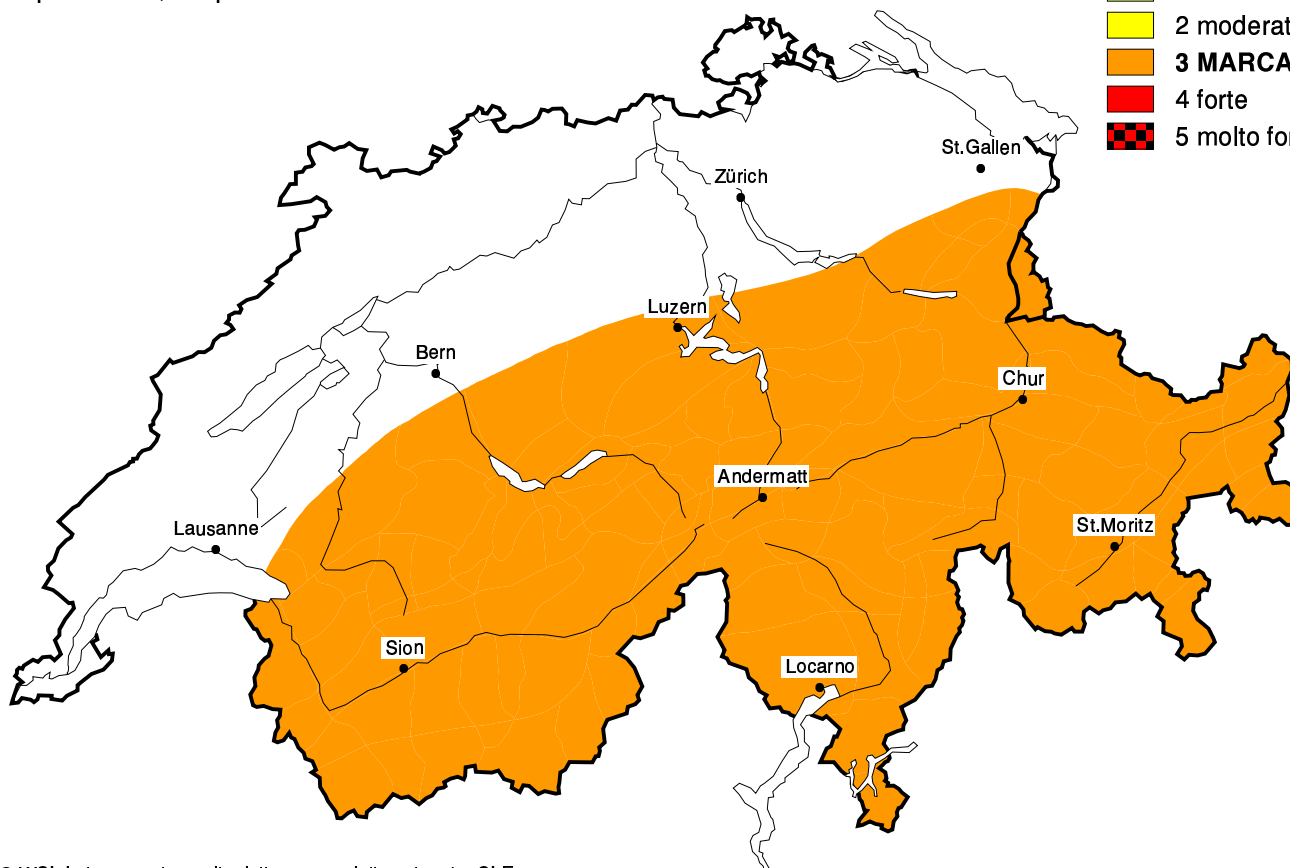 2 moderat
3 MARCA
4 forte
5 molto for
St.Gallen
Zürich
Luzern
Bern
Chur
Andermatt
Lausanne
St.Moritz
Sion
Locarno